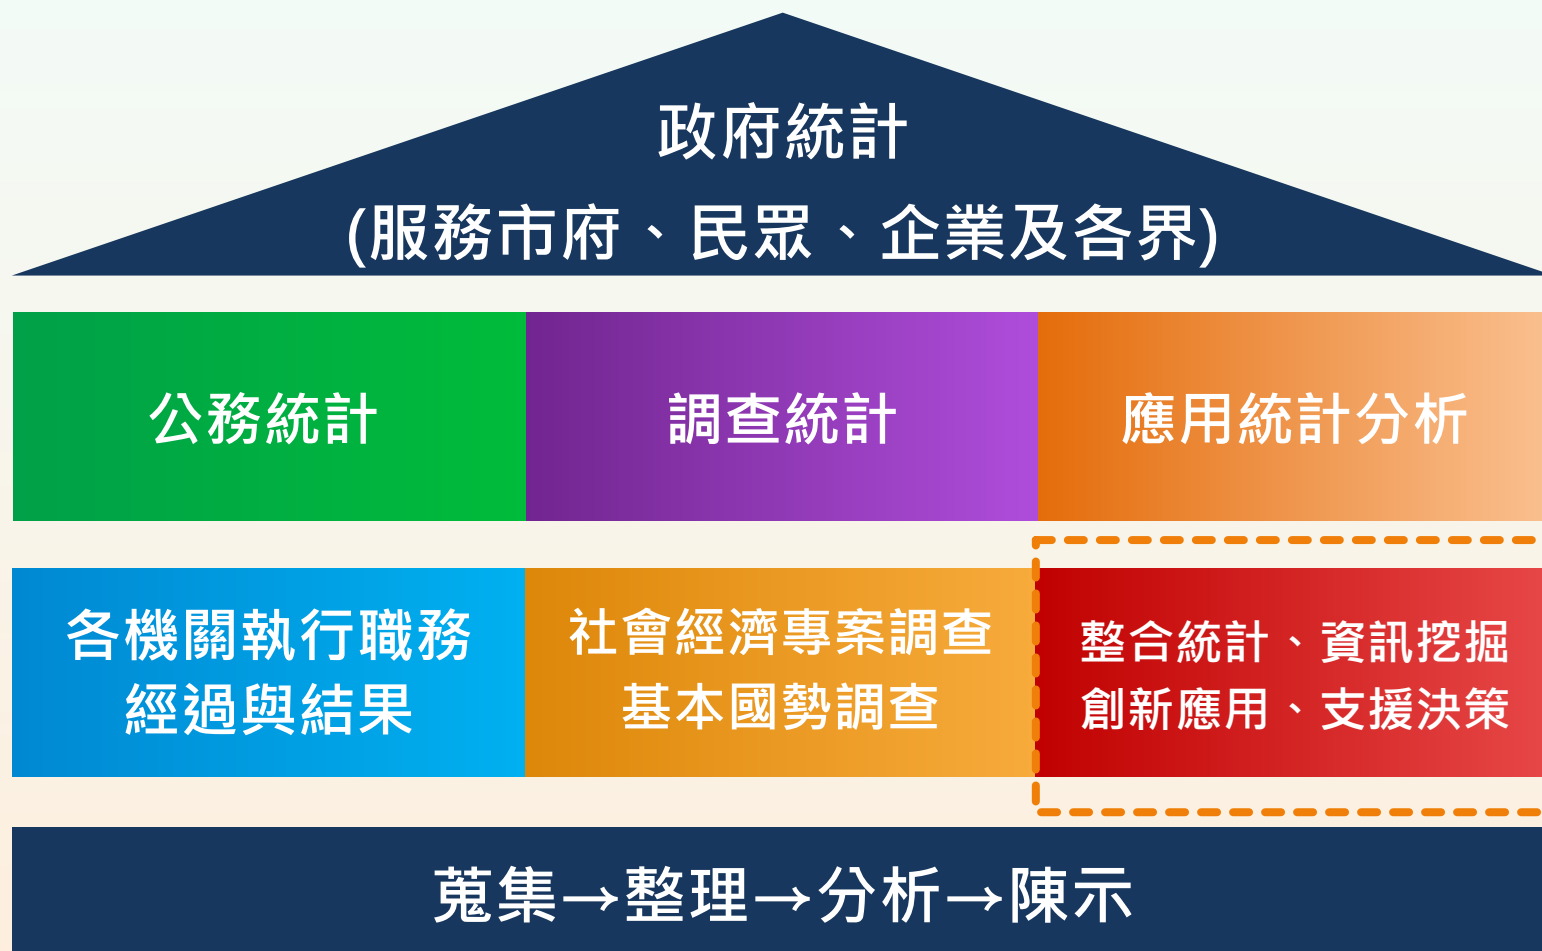 政府統計
(服務市府、民眾、企業及各界)
公務統計
調查統計
應用統計分析
各機關執行職務
經過與結果
社會經濟專案調查
基本國勢調查
整合統計、資訊挖掘
創新應用、支援決策
蒐集→整理→分析→陳示